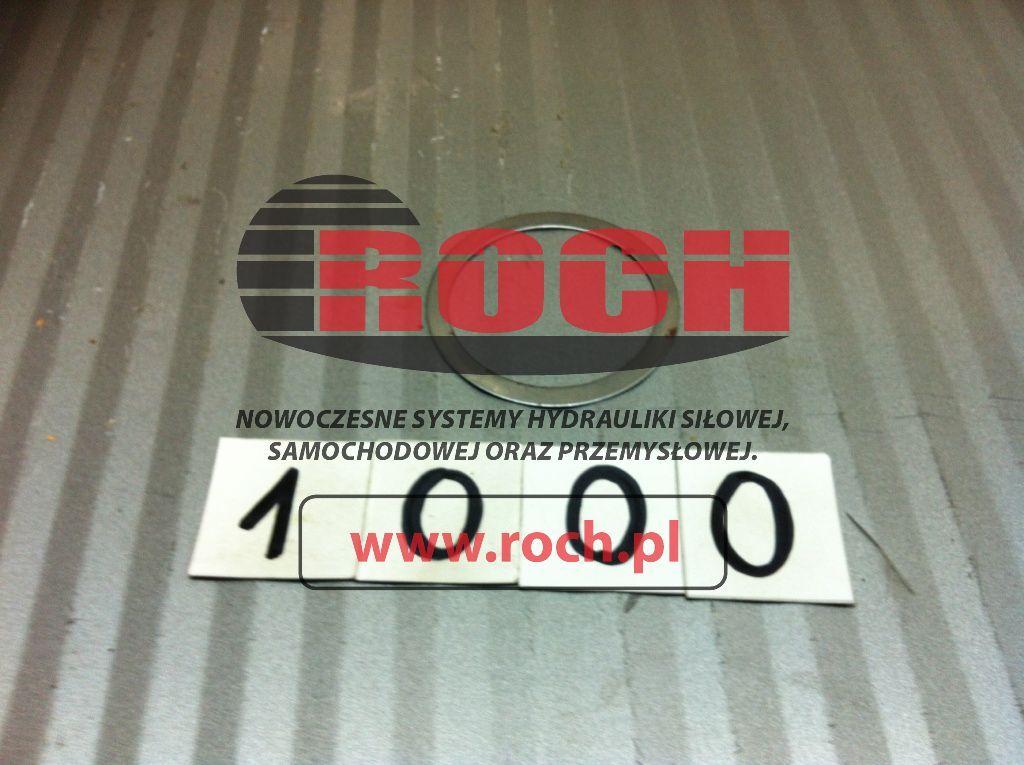 ROCH
NOWOCZESNE SYSTEMY HYDRAULIKI SIŁOWEJ,
SAMOCHODOWEJ ORAZ PRZEMYSŁOWEJ.
1000
www.roch.pl